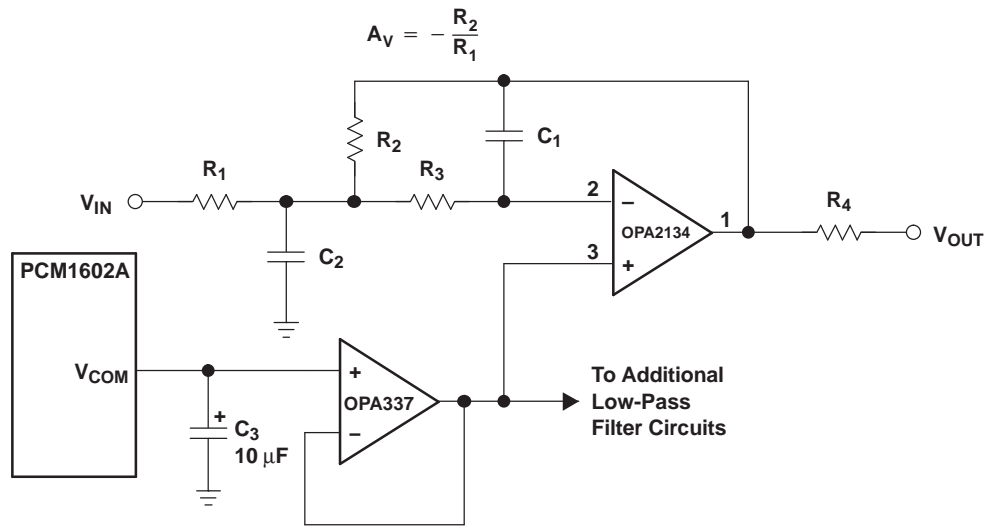 A_V = − R_2
R_1
R_2
C_1
R_1
R_3
V_IN
2
−
OPA2134
1
R_4
V_OUT
3
+
C_2
PCM1602A
V_COM
+
OPA337
−
+
C_3
10 μF
To Additional
Low-Pass
Filter Circuits